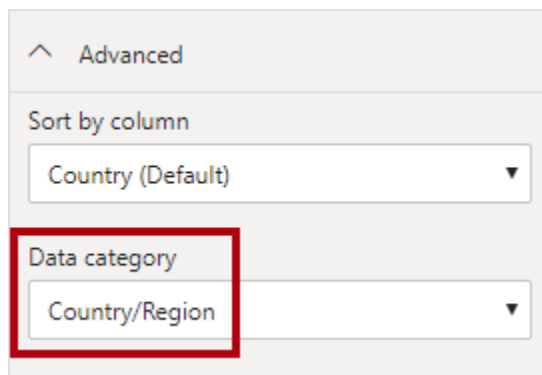 Advanced
Sort by column
Country (Default)
Data category
Country/Region